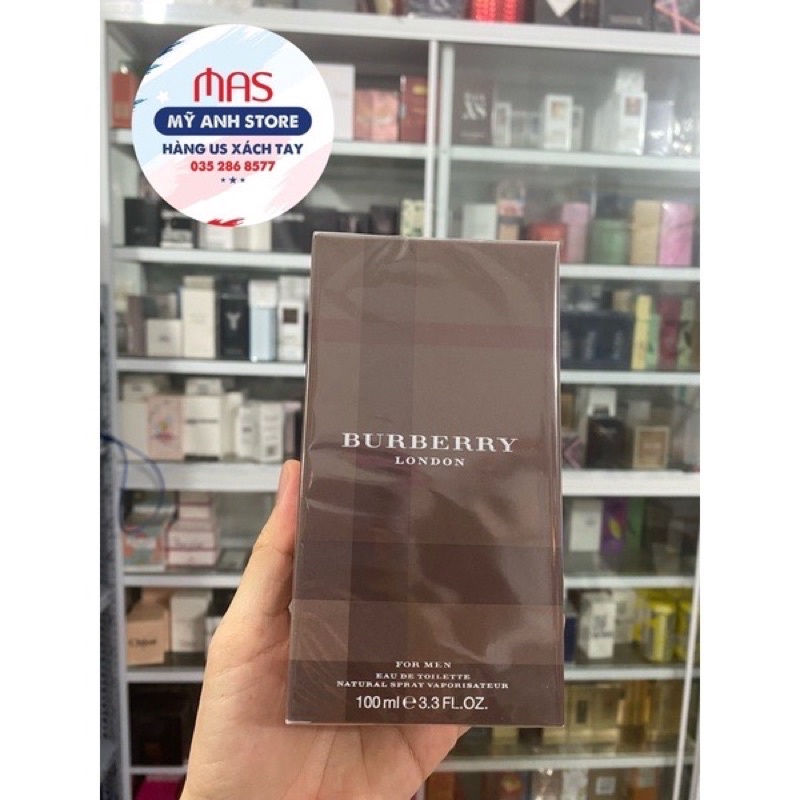 MAS
MỸ ANH STORE
HÀNG US XÁCH TAY
035 286 8577
BURBERRY
LONDON
FOR MEN
EAU DE TOILETTE
NATURAL SPRAY VAPORISATEUR
100 ml e 3.3 FL.OZ.